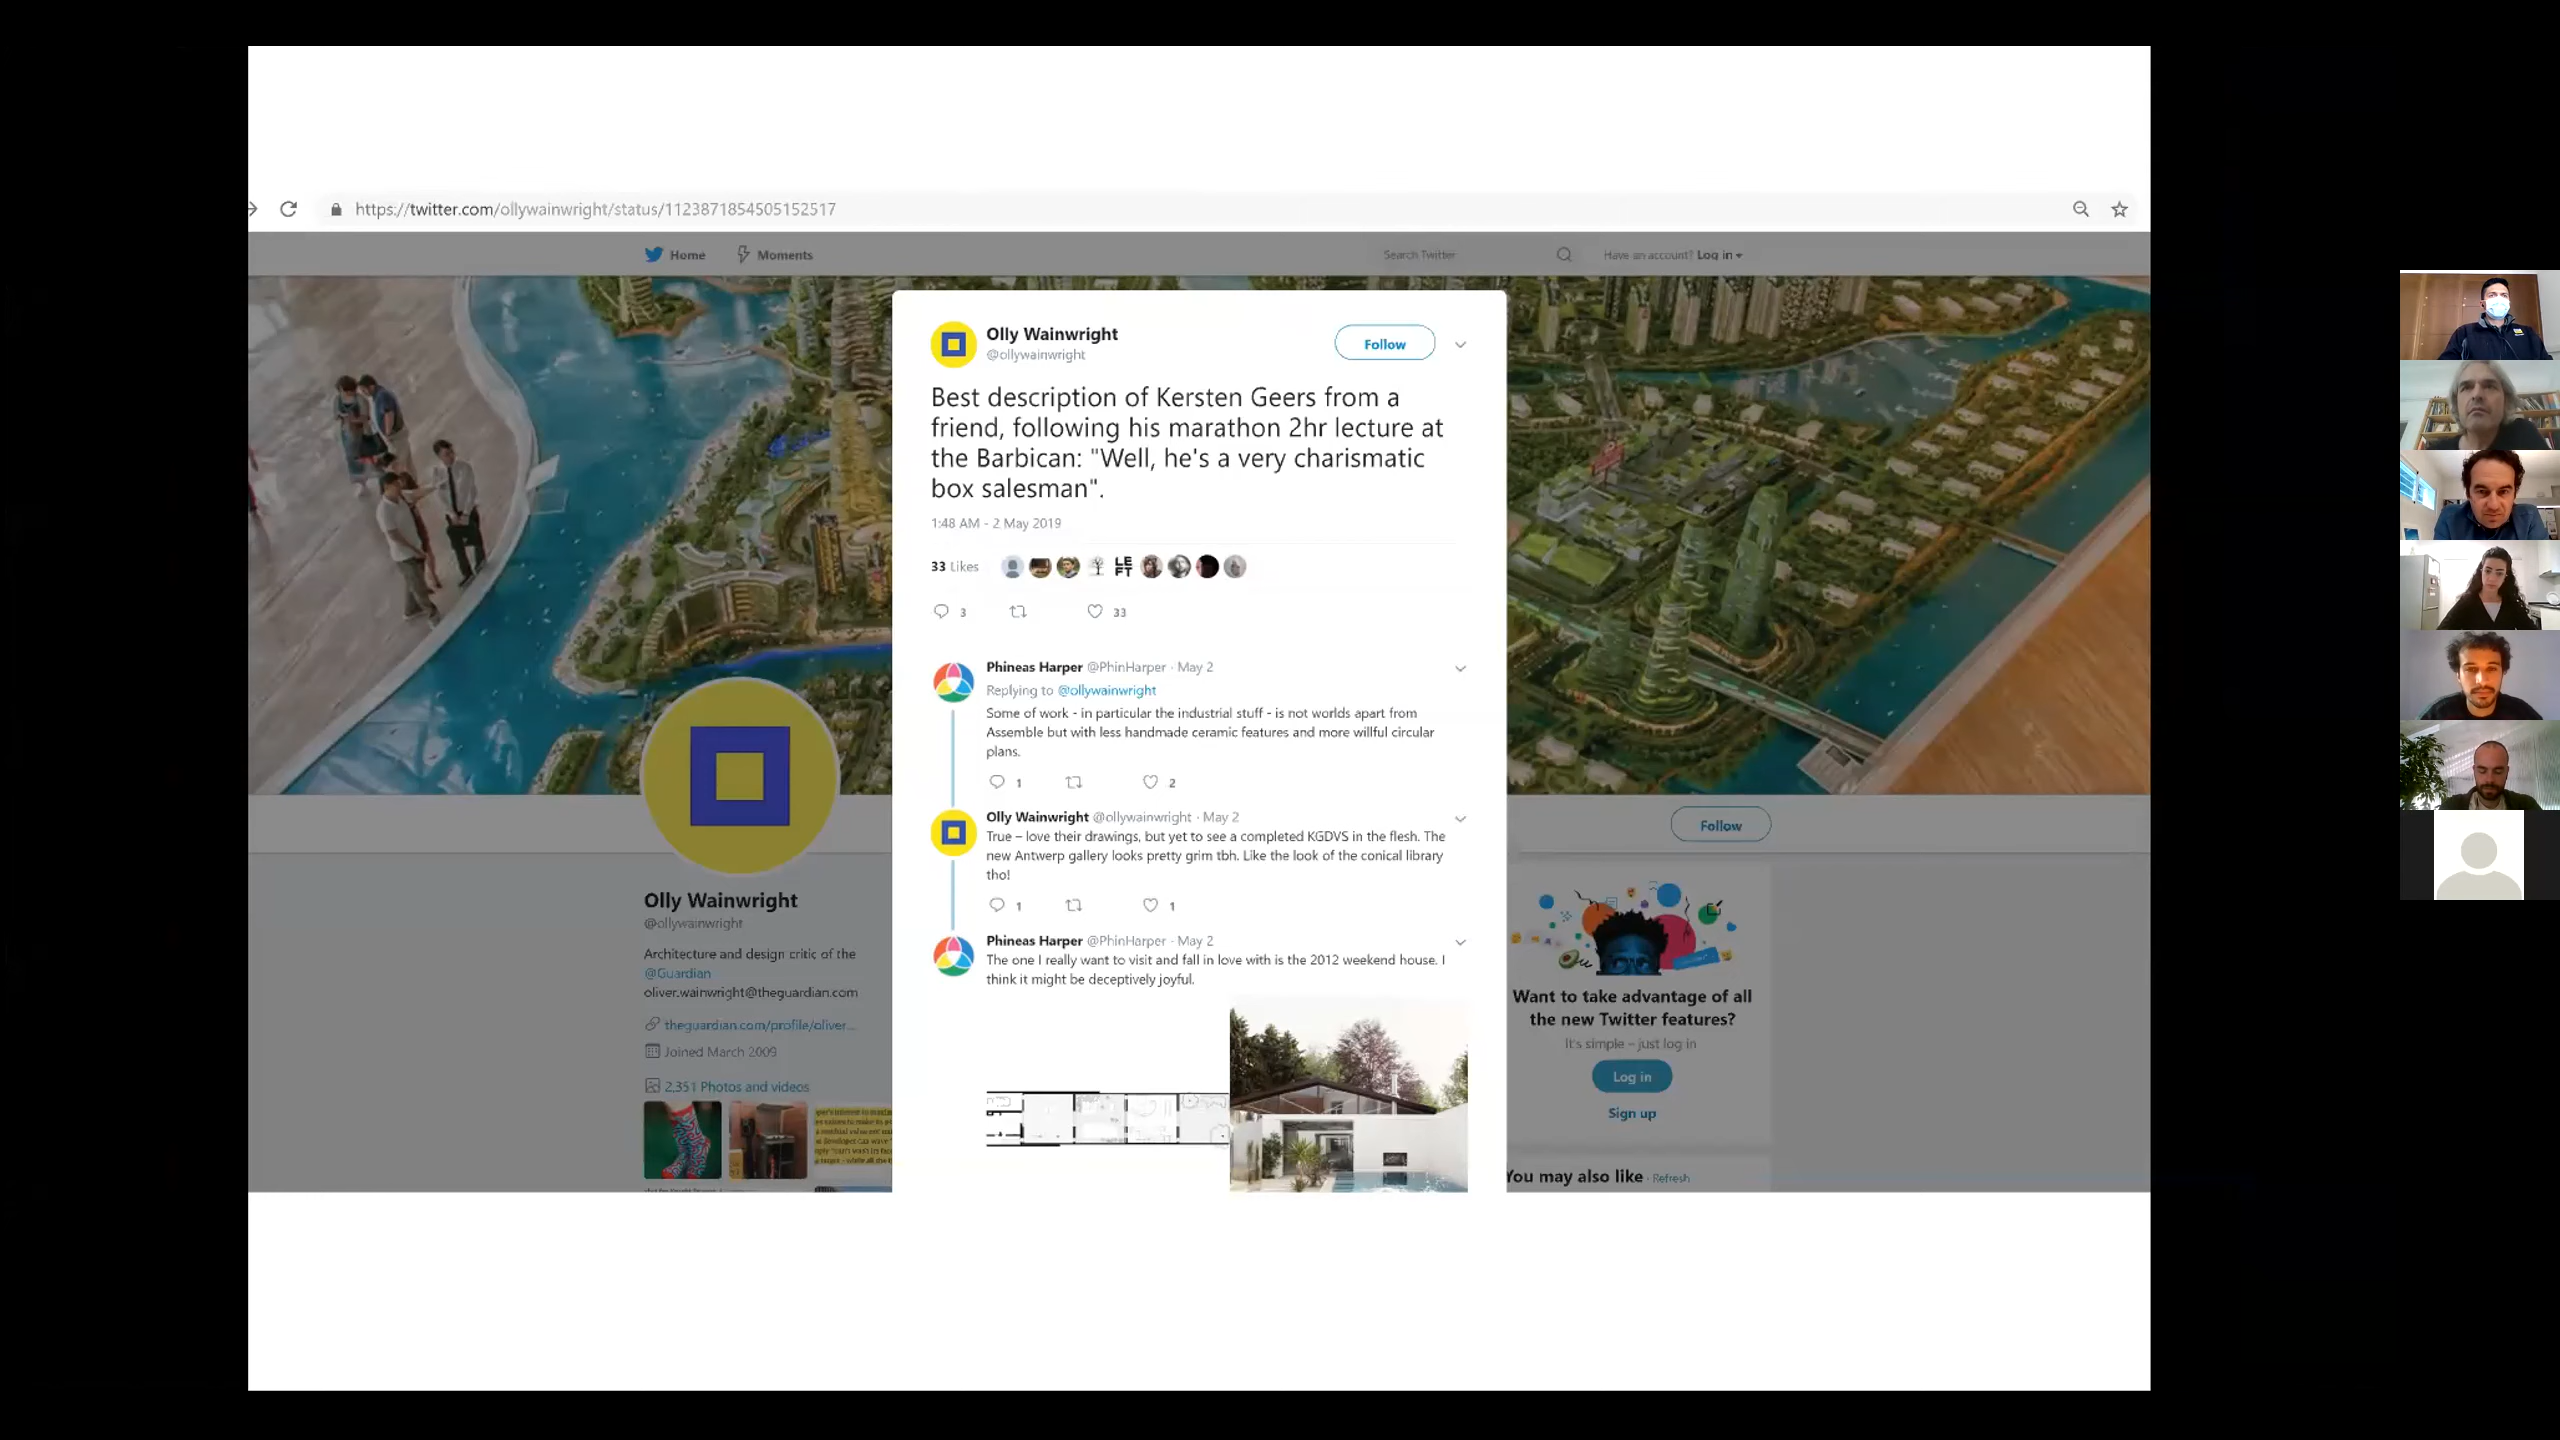 https://twitter.com/ollywainwright/status/1123871854505152517
Home
Moments
Search Twitter
Have an account? Log in
Olly Wainwright
@ollywainwright
Follow
Best description of Kersten Geers from a
friend, following his marathon 2hr lecture at
the Barbican: "Well, he's a very charismatic
box salesman".
1:48 AM - 2 May 2019
33 Likes
LE
FT
3
33
Phineas Harper @PhinHarper · May 2
Replying to @ollywainwright
Some of work - in particular the industrial stuff - is not worlds apart from
Assemble but with less handmade ceramic features and more willful circular
plans.
1
2
Olly Wainwright @ollywainwright · May 2
True – love their drawings, but yet to see a completed KGDVS in the flesh. The
new Antwerp gallery looks pretty grim tbh. Like the look of the conical library
tho!
1
1
Phineas Harper @PhinHarper · May 2
The one I really want to visit and fall in love with is the 2012 weekend house. I
think it might be deceptively joyful.
Olly Wainwright
@ollywainwright
Architecture and design critic of the
@Guardian
oliver.wainwright@theguardian.com
theguardian.com/profile/oliver...
Joined March 2009
2,351 Photos and videos
Follow
Want to take advantage of all
the new Twitter features?
It's simple – just log in
Log in
Sign up
You may also like · Refresh